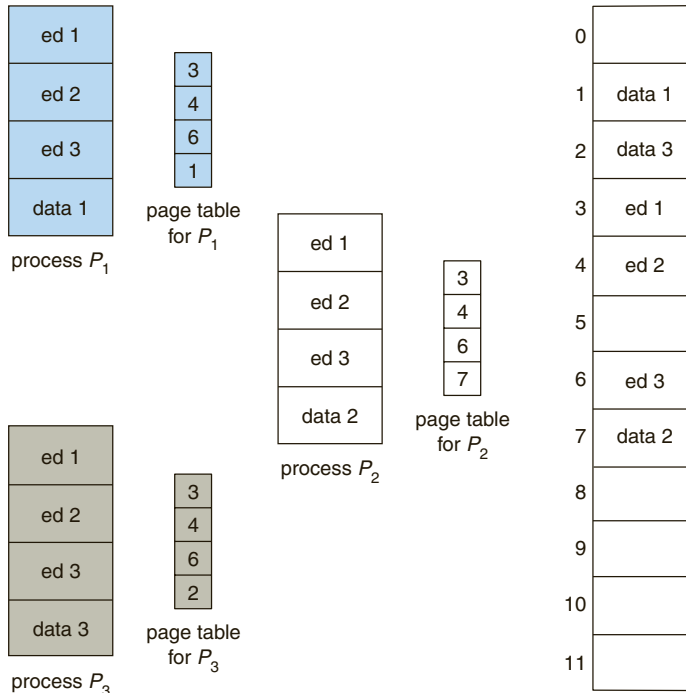 ed 1
ed 2
ed 3
data 1
process P1
3
4
6
1
page table
for P1
ed 1
ed 2
ed 3
data 2
process P2
3
4
6
7
page table
for P2
ed 1
ed 2
ed 3
data 3
process P3
3
4
6
2
page table
for P3
0
1 data 1
2 data 3
3 ed 1
4 ed 2
5
6 ed 3
7 data 2
8
9
10
11